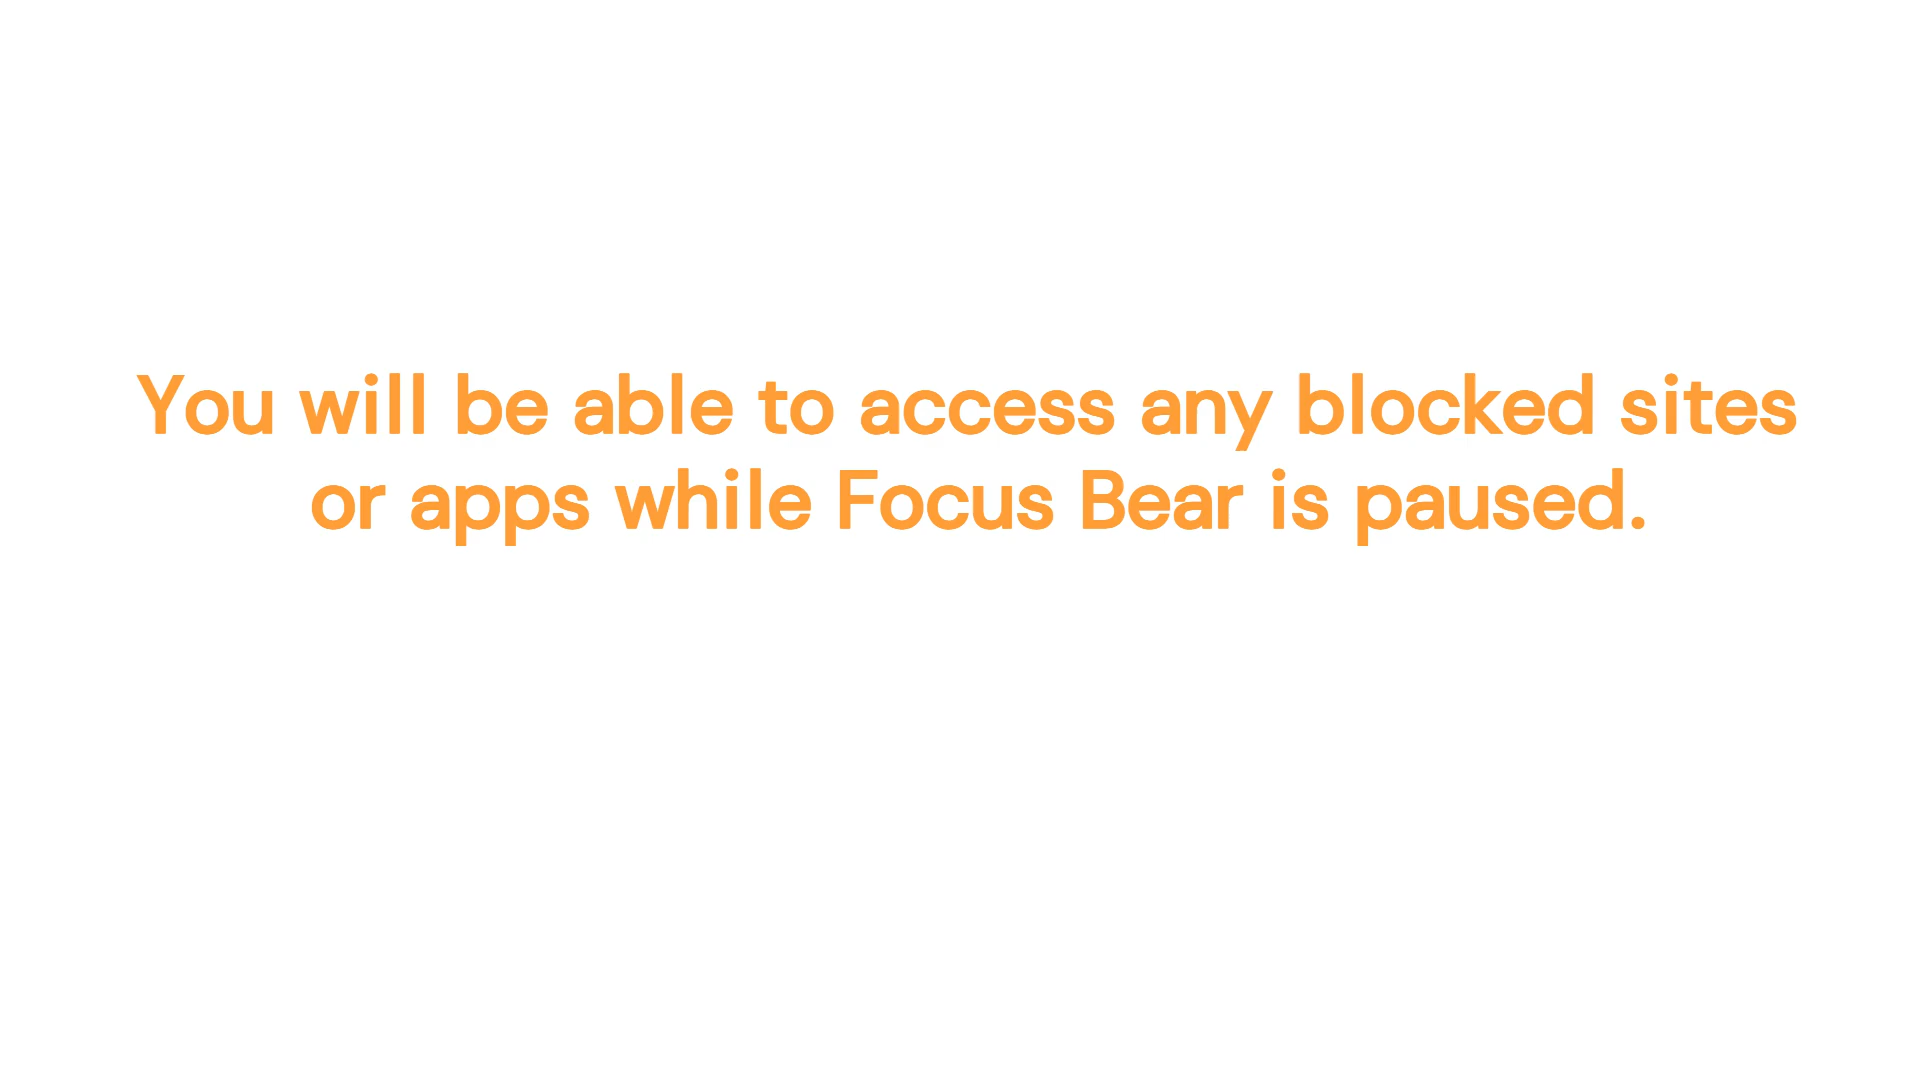 You will be able to access any blocked sites
or apps while Focus Bear is paused.